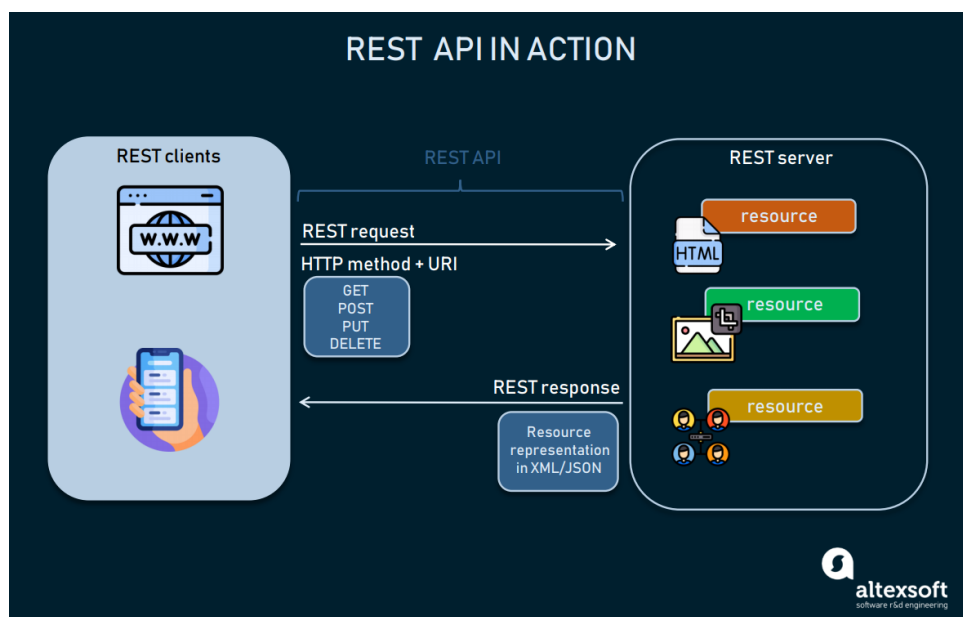 REST API IN ACTION
REST clients
W.W.W
REST API
REST request
HTTP method + URI
GET
POST
PUT
DELETE
REST response
Resource
representation
in XML/JSON
REST server
resource
HTML
resource
resource
altexsoft
software r&d engineering